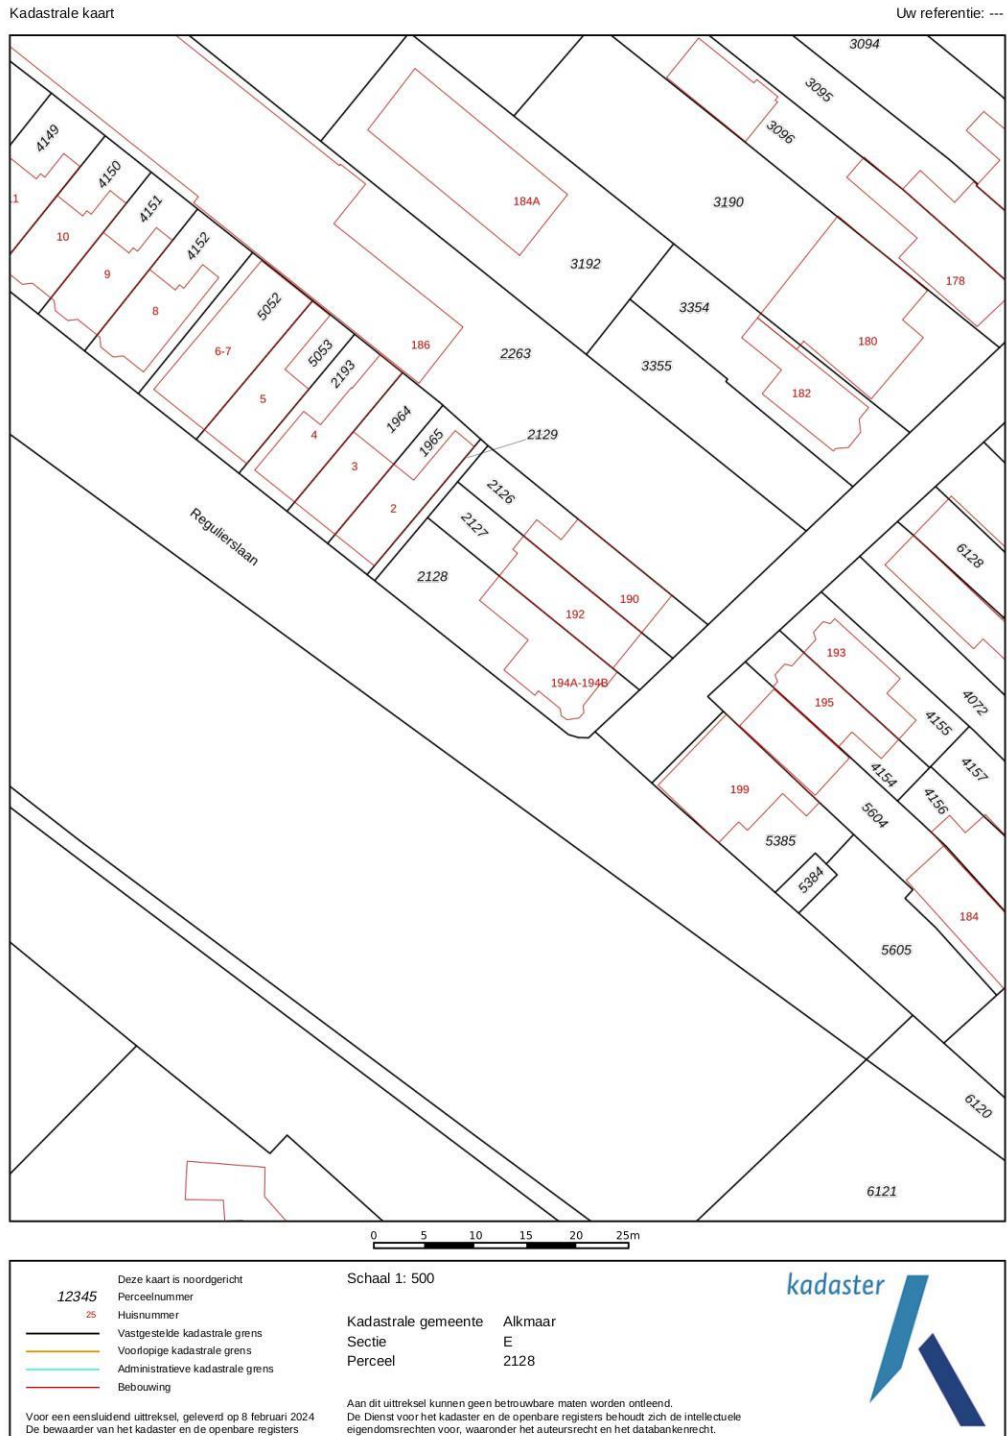 Kadastrale kaart
Uw referentie: ---
3094
3095
3096
4149
4150
4151
4152
184A
3190
178
1
10
9
8
3192
3354
180
5052
6-7
5053
2193
186
2263
3355
182
5
4
1964
1965
3
2
2129
2126
2127
2128
Regulierslaan
6128
190
192
194A-194B
193
195
4072
4155
4157
4154
4156
199
5604
5385
5384
184
5605
6120
6121
0 5 10 15 20 25m
Deze kaart is noordgericht
12345 Perceelnummer
25 Huisnummer
Vastgestelde kadastrale grens
Voorlopige kadastrale grens
Administratieve kadastrale grens
Bebouwing
Voor een eensluidend uittreksel, geleverd op 8 februari 2024
De bewaarder van het kadaster en de openbare registers
Schaal 1: 500
Kadastrale gemeente Alkmaar
Sectie E
Perceel 2128
Aan dit uittreksel kunnen geen betrouwbare maten worden ontleend.
De Dienst voor het kadaster en de openbare registers behoudt zich de intellectuele
eigendomsrechten voor, waaronder het auteursrecht en het databankenrecht.
kadaster